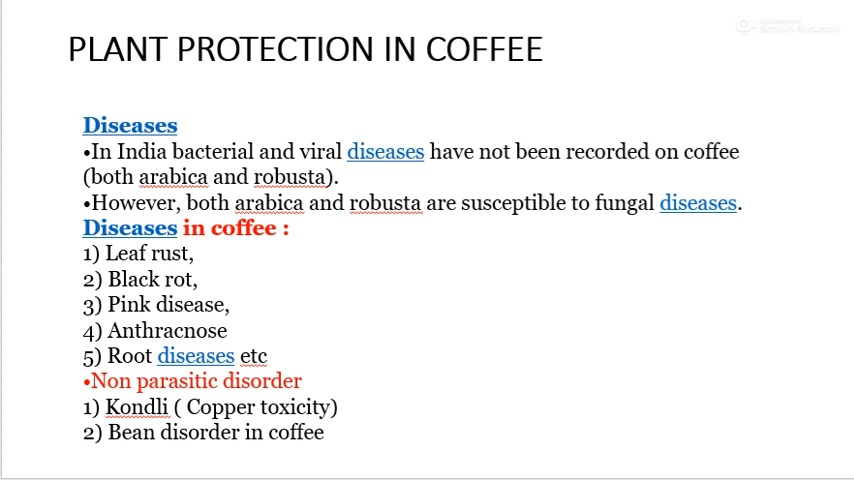 PLANT PROTECTION IN COFFEE
Diseases
•In India bacterial and viral diseases have not been recorded on coffee
(both arabica and robusta).
•However, both arabica and robusta are susceptible to fungal diseases.
Diseases in coffee :
1) Leaf rust,
2) Black rot,
3) Pink disease,
4) Anthracnose
5) Root diseases etc
•Non parasitic disorder
1) Kondli ( Copper toxicity)
2) Bean disorder in coffee